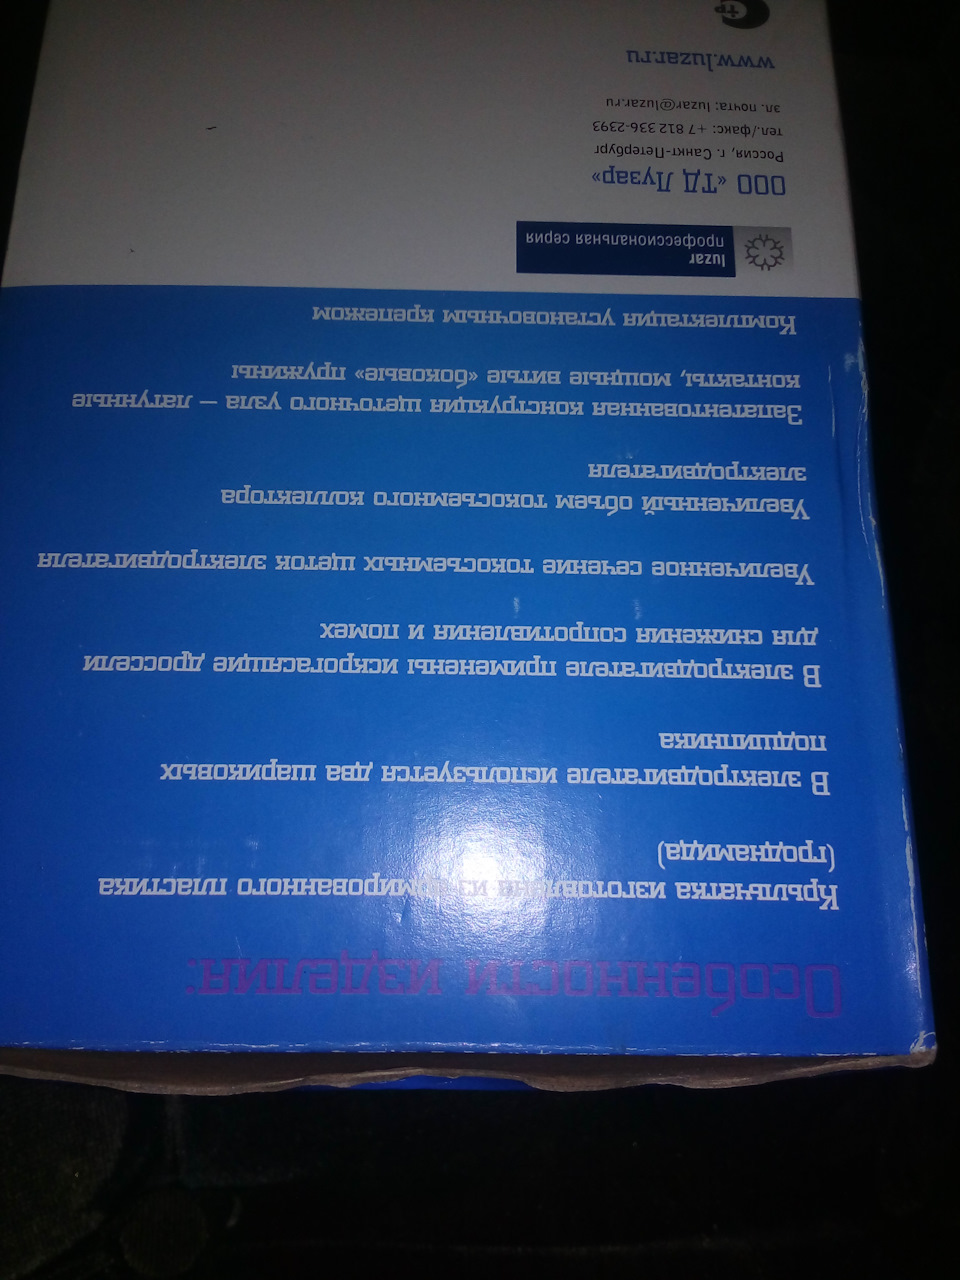 Особенности изделия:
Крыльчатка изготовлена из армированного пластика
(гроднамида)
В электродвигателе используется два шариковых
подшипника
В электродвигателе применены искрогасящие дроссели
для снижения сопротивления и помех
Увеличенное сечение токосъемных щеток электродвигателя
Увеличенный объем токосъемного коллектора
электродвигателя
Запатентованная конструкция щеточного узла – латунные
контакты, мощные витые «боковые» пружины
Комплектация установочным крепежом
luzar
профессиональная серия
ООО «ТД Лузар»
Россия, г. Санкт-Петербург
тел./факс: +7 812 336-2393
эл. почта: luzar@luzar.ru
www.luzar.ru